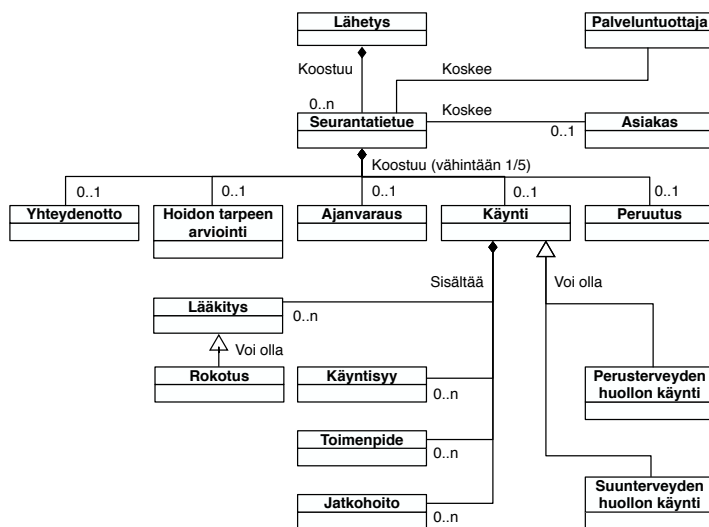 Lähetys
Palveluntuottaja
Koostuu
Koskee
0..n
Koskee
Seurantatietue
0..1
Asiakas
Koostuu (vähintään 1/5)
0..1
0..1
0..1
0..1
0..1
Yhteydenotto
Hoidon tarpeen
arviointi
Ajanvaraus
Käynti
Peruutus
Sisältää
Voi olla
Lääkitys
0..n
Voi olla
Rokotus
Käyntisyy
0..n
Perusterveyden
huollon käynti
Toimenpide
0..n
Suunterveyden
huollon käynti
Jatkohoito
0..n